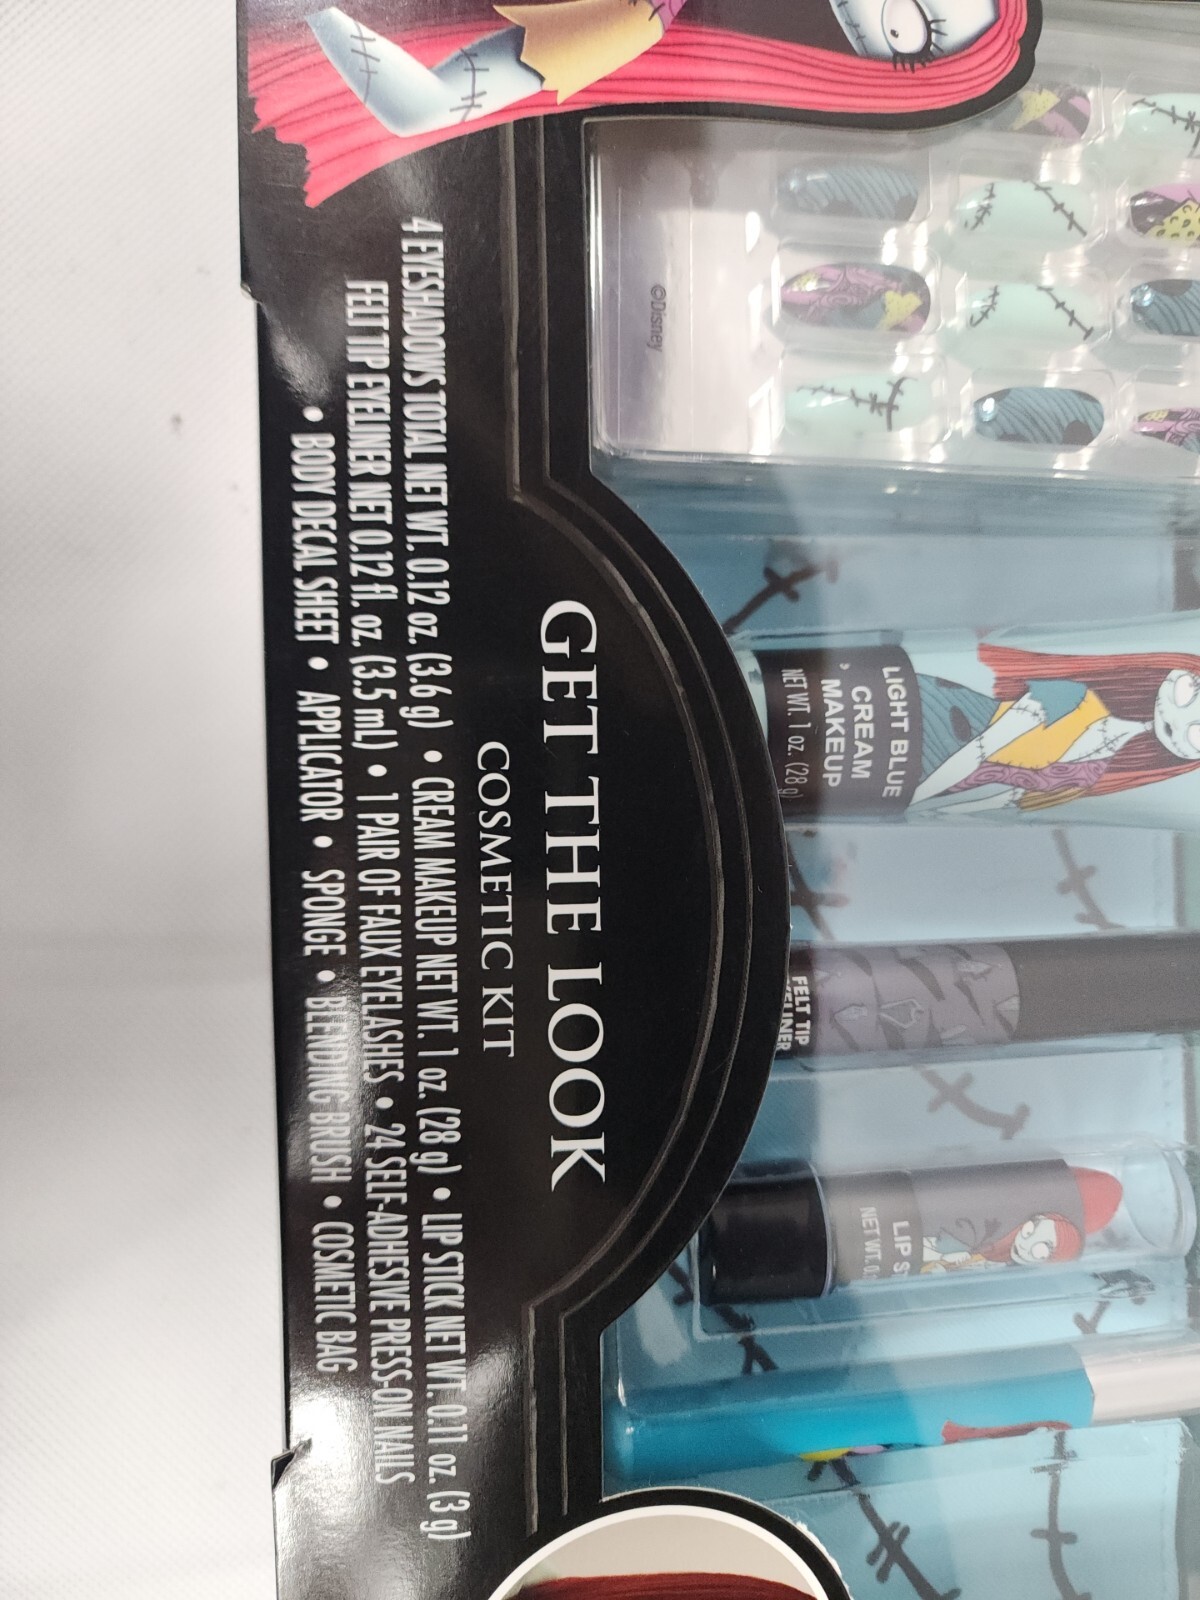 ©Disney
LIGHT BLUE
CREAM
MAKEUP
NET WT. 1 oz. (28 g)
FELT TIP
LIP
NET WT.
GET THE LOOK
COSMETIC KIT
4 EYESHADOWS TOTAL NET WT. 0.12 oz. (3.6 g) • CREAM MAKEUP NET WT. 1 oz. (28 g) • LIP STICK NET WT. 0.11 oz. (3 g)
FELT TIP EYELINER NET 0.12 fl. oz. (3.5 mL) • 1 PAIR OF FAUX EYELASHES • 24 SELF-ADHESIVE PRESS-ON NAILS
• BODY DECAL SHEET • APPLICATOR • SPONGE • BLENDING BRUSH • COSMETIC BAG